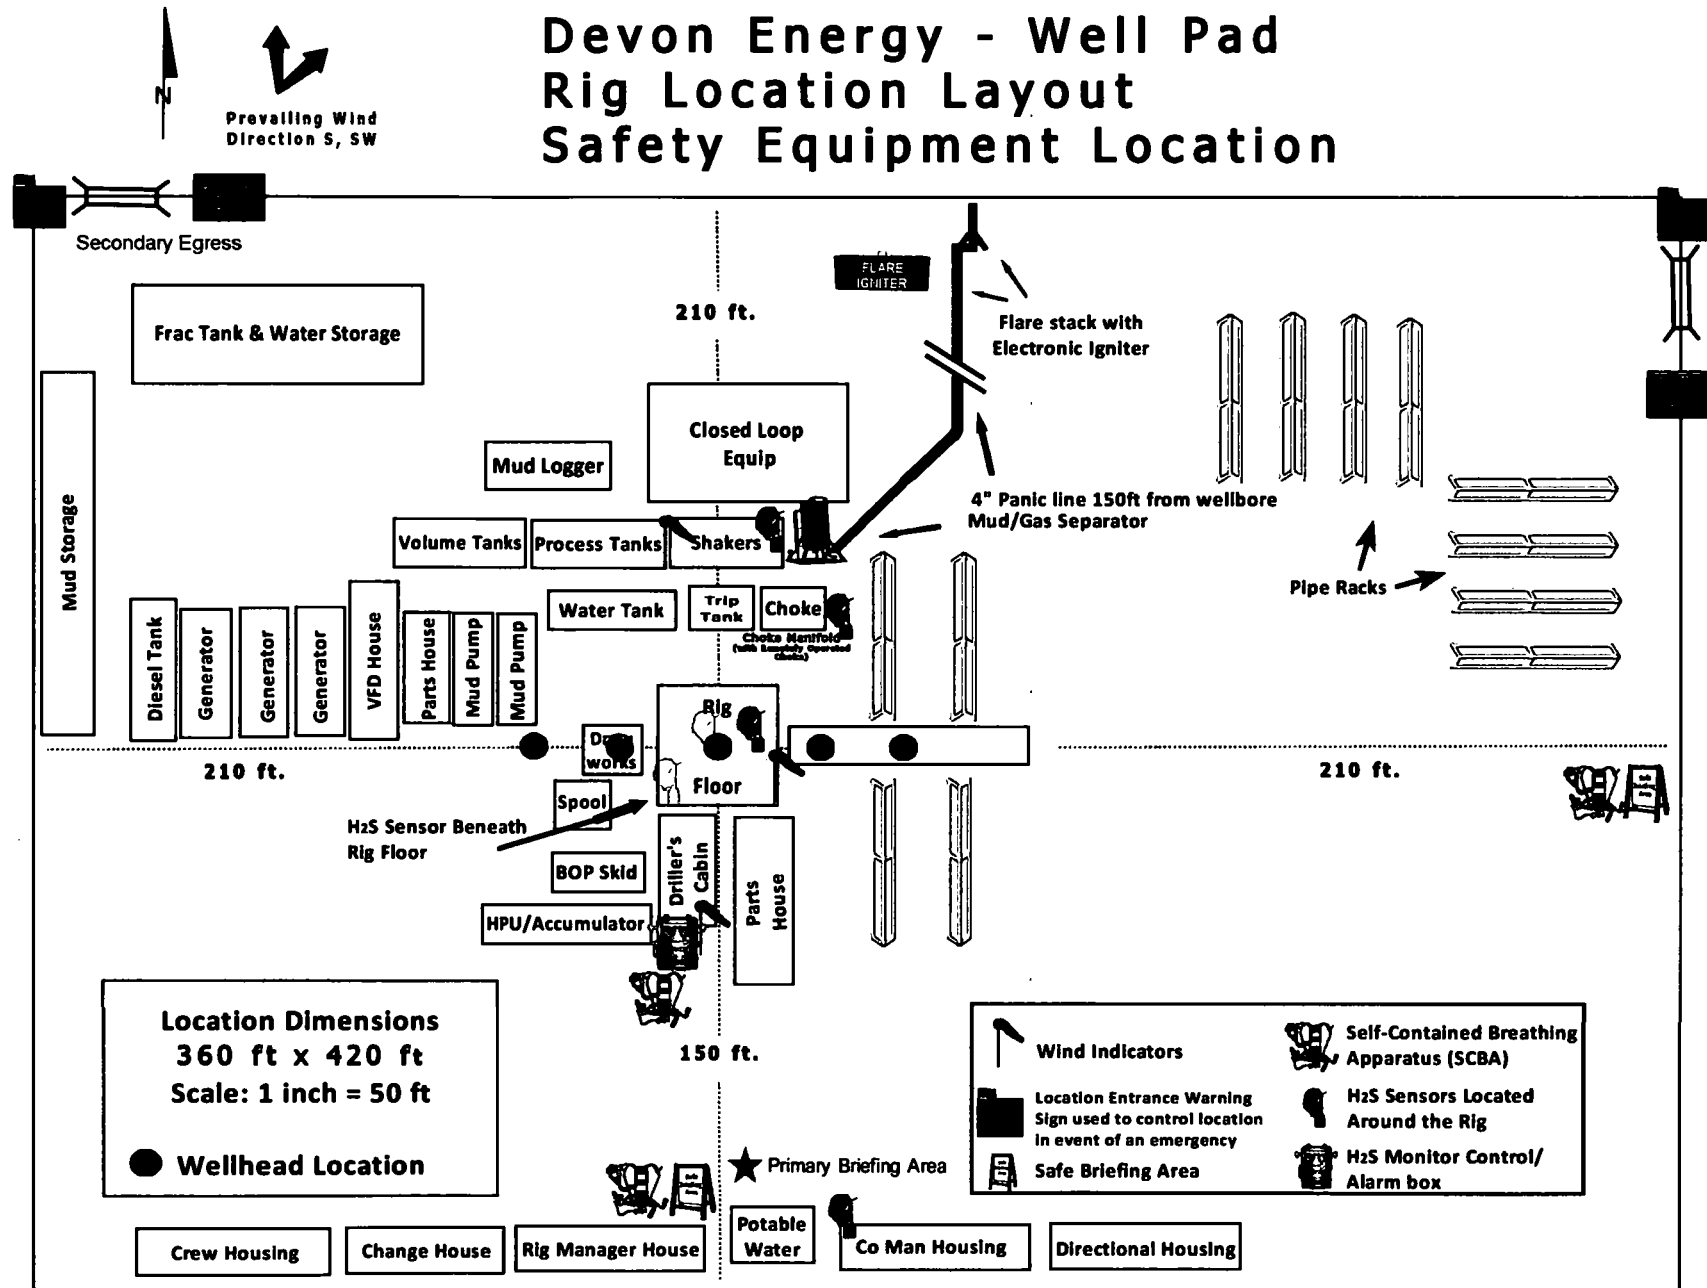 Devon Energy - Well Pad
Rig Location Layout
Safety Equipment Location
N
Prevailing Wind
Direction S, SW
Secondary Egress
FLARE
IGNITER
210 ft.
Flare stack with
Electronic Igniter
Frac Tank & Water Storage
Closed Loop
Equip
Mud Logger
4" Panic line 150ft from wellbore
Mud/Gas Separator
Mud Storage
Volume Tanks
Process Tanks
Shakers
Pipe Racks
Water Tank
Trip
Tank
Choke
Choke Manifold
(with Remotely Operated
Choke)
Diesel Tank
Generator
Generator
Generator
VFD House
Parts House
Mud Pump
Mud Pump
Rig
Floor
Draw
works
210 ft.
210 ft.
Spool
H2S Sensor Beneath
Rig Floor
Driller's
Cabin
Parts
House
BOP Skid
HPU/Accumulator
Location Dimensions
360 ft x 420 ft
Scale: 1 inch = 50 ft
Wellhead Location
150 ft.
Wind Indicators
Location Entrance Warning
Sign used to control location
in event of an emergency
Safe Briefing Area
Self-Contained Breathing
Apparatus (SCBA)
H2S Sensors Located
Around the Rig
H2S Monitor Control/
Alarm box
Primary Briefing Area
Crew Housing
Change House
Rig Manager House
Potable
Water
Co Man Housing
Directional Housing